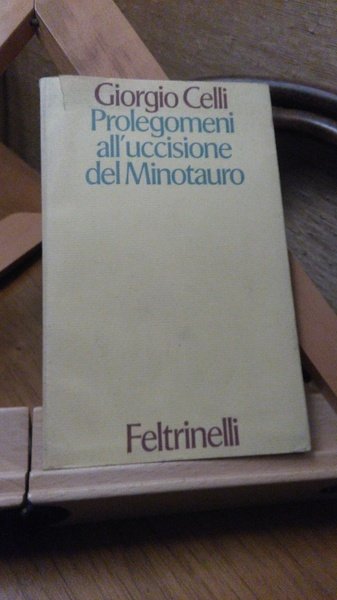 Giorgio Celli
Prolegomeni
all'uccisione
del Minotauro
Feltrinelli